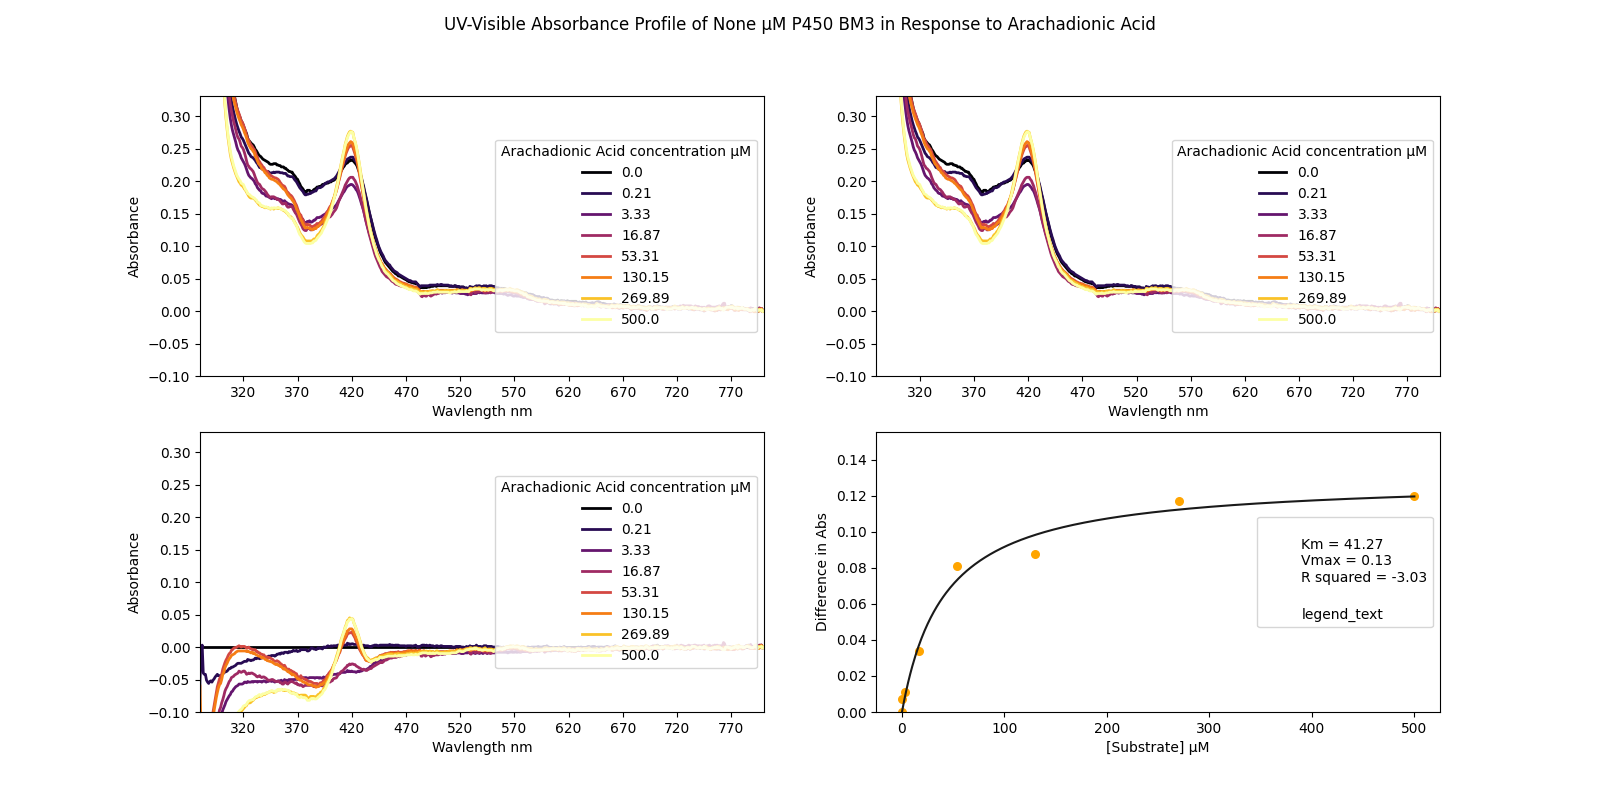 UV-Visible Absorbance Profile of None μM P450 BM3 in Response to Arachadionic Acid
Absorbance
0.30
0.25
0.20
0.15
0.10
0.05
0.00
−0.05
−0.10
320 370 420 470 520 570 620 670 720 770
Wavlength nm
Arachadionic Acid concentration μM
0.0
0.21
3.33
16.87
53.31
130.15
269.89
500.0
Absorbance
0.30
0.25
0.20
0.15
0.10
0.05
0.00
−0.05
−0.10
320 370 420 470 520 570 620 670 720 770
Wavlength nm
Arachadionic Acid concentration μM
0.0
0.21
3.33
16.87
53.31
130.15
269.89
500.0
Absorbance
0.30
0.25
0.20
0.15
0.10
0.05
0.00
−0.05
−0.10
320 370 420 470 520 570 620 670 720 770
Wavlength nm
Arachadionic Acid concentration μM
0.0
0.21
3.33
16.87
53.31
130.15
269.89
500.0
Difference in Abs
0.14
0.12
0.10
0.08
0.06
0.04
0.02
0.00
0 100 200 300 400 500
[Substrate] μM
Km = 41.27
Vmax = 0.13
R squared = -3.03
legend_text